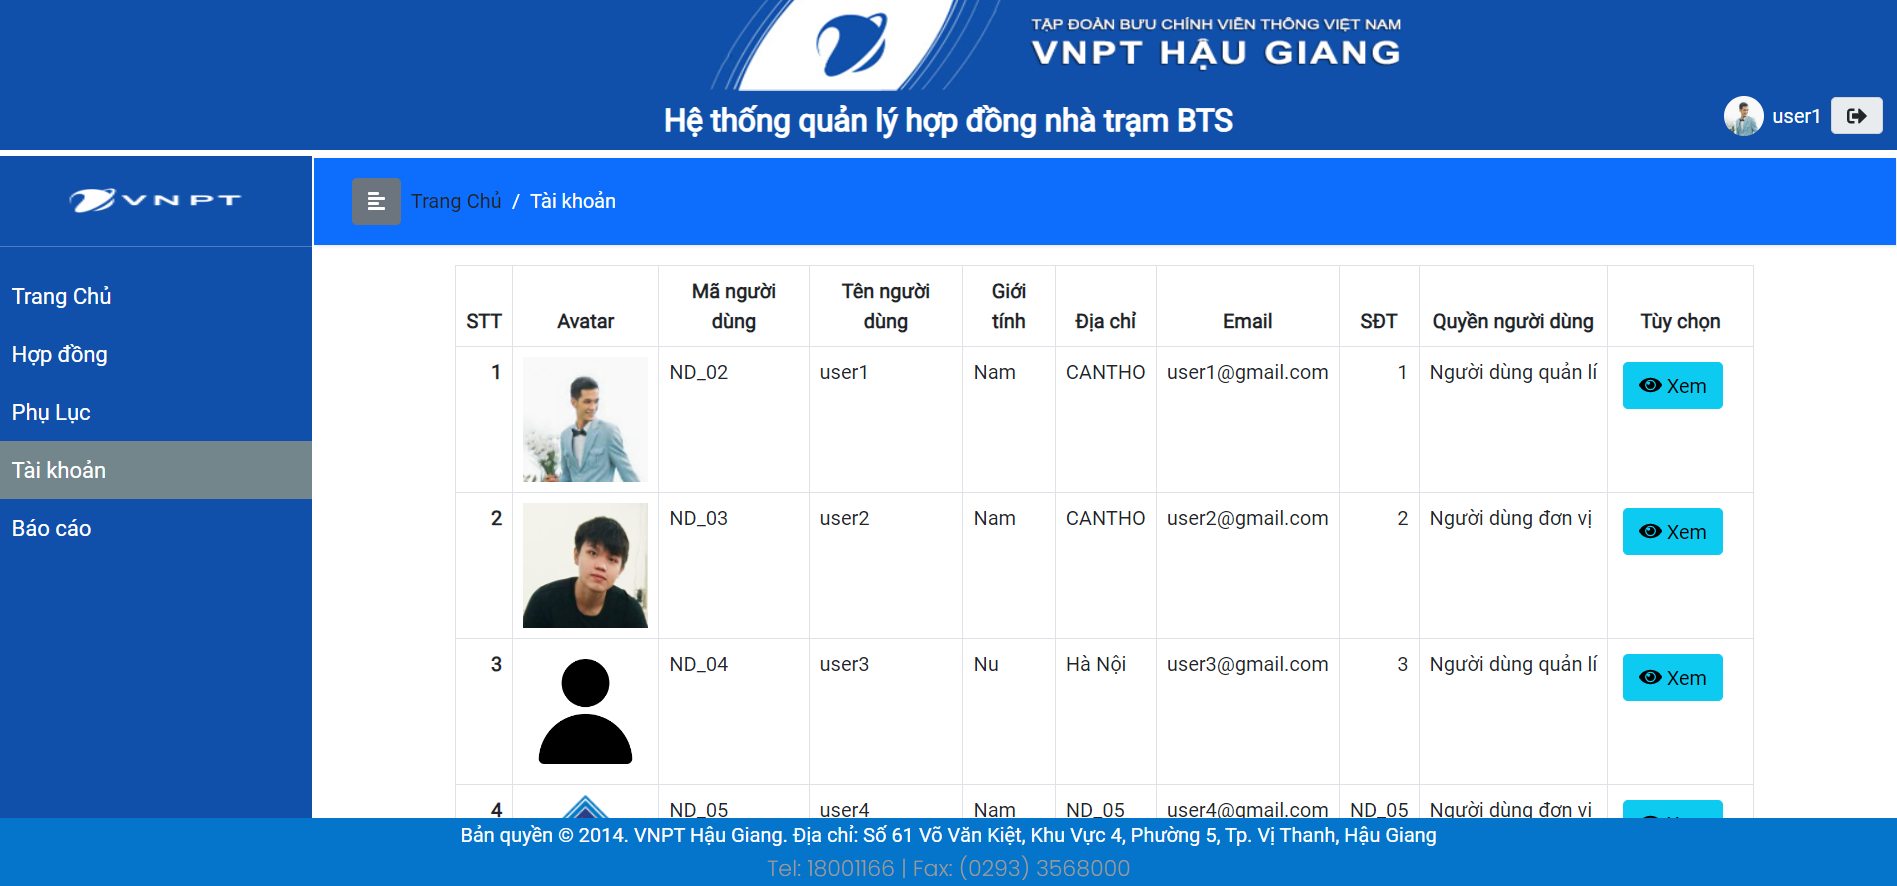 TẬP ĐOÀN BƯU CHÍNH VIỄN THÔNG VIỆT NAM
VNPT HẬU GIANG
Hệ thống quản lý hợp đồng nhà trạm BTS
user1
VNPT
Trang Chủ / Tài khoản
Trang Chủ
Hợp đồng
Phụ Lục
Tài khoản
Báo cáo
STT Avatar Mã người dùng Tên người dùng Giới tính Địa chỉ Email SĐT Quyền người dùng Tùy chọn
1 ND_02 user1 Nam CANTHO user1@gmail.com 1 Người dùng quản lí Xem
2 ND_03 user2 Nam CANTHO user2@gmail.com 2 Người dùng đơn vị Xem
3 ND_04 user3 Nu Hà Nội user3@gmail.com 3 Người dùng quản lí Xem
4 ND_05 user4 Nam ND_05 user4@gmail.com ND_05 Người dùng đơn vị
Bản quyền © 2014. VNPT Hậu Giang. Địa chỉ: Số 61 Võ Văn Kiệt, Khu Vực 4, Phường 5, Tp. Vị Thanh, Hậu Giang
Tel: 18001166 | Fax: (0293) 3568000